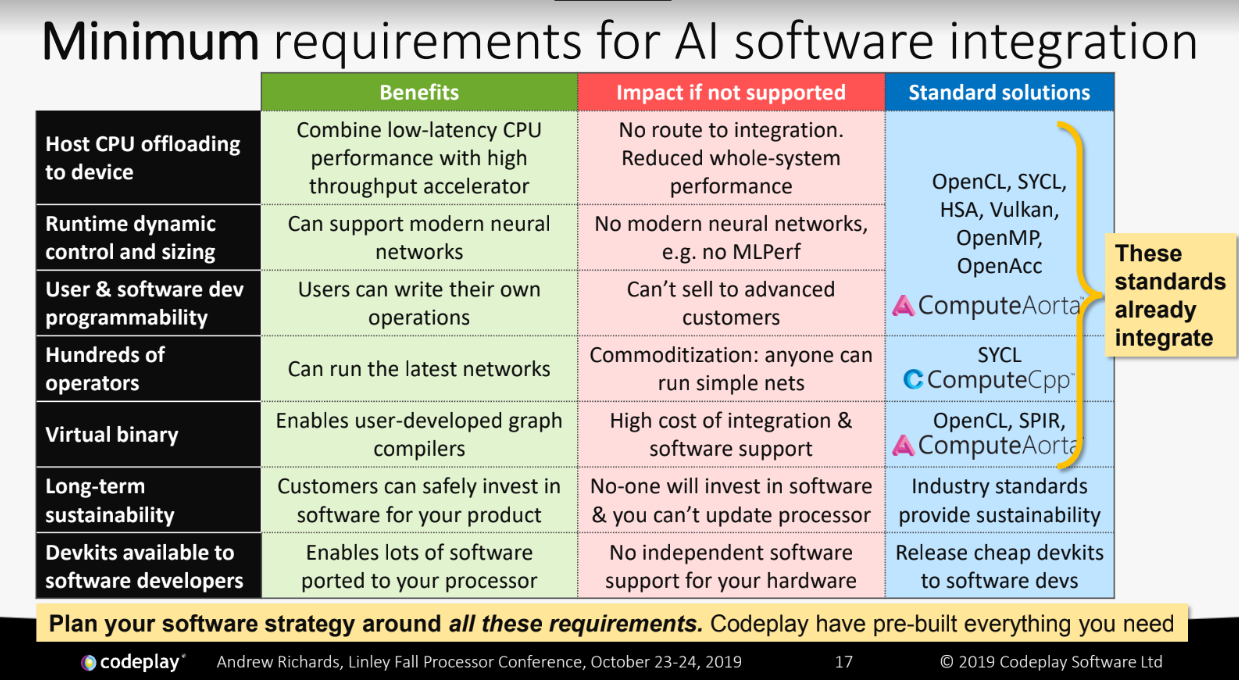 Minimum requirements for AI software integration
Benefits
Impact if not supported
Standard solutions
Host CPU offloading
to device
Combine low-latency CPU
performance with high
throughput accelerator
No route to integration.
Reduced whole-system
performance
OpenCL, SYCL,
HSA, Vulkan,
OpenMP,
OpenAcc
ComputeAorta
Runtime dynamic
control and sizing
Can support modern neural
networks
No modern neural networks,
e.g. no MLPerf
User & software dev
programmability
Users can write their own
operations
Can't sell to advanced
customers
Hundreds of
operators
Can run the latest networks
Commoditization: anyone can
run simple nets
SYCL
ComputeCpp™
Virtual binary
Enables user-developed graph
compilers
High cost of integration &
software support
OpenCL, SPIR,
ComputeAorta
These
standards
already
integrate
Long-term
sustainability
Customers can safely invest in
software for your product
No-one will invest in software
& you can't update processor
Industry standards
provide sustainability
Devkits available to
software developers
Enables lots of software
ported to your processor
No independent software
support for your hardware
Release cheap devkits
to software devs
Plan your software strategy around all these requirements. Codeplay have pre-built everything you need
codeplay®
Andrew Richards, Linley Fall Processor Conference, October 23-24, 2019
17
© 2019 Codeplay Software Ltd